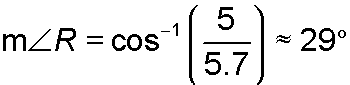 m∠R = cos⁻¹ (5/5.7) ≈ 29°